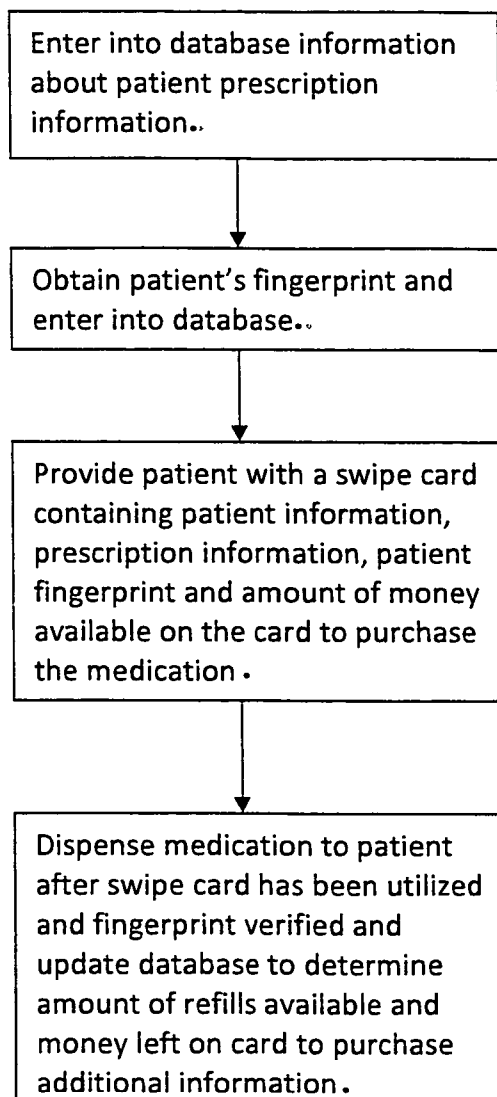 Enter into database information
about patient prescription
information.
Obtain patient’s fingerprint and
enter into database.
Provide patient with a swipe card
containing patient information,
prescription information, patient
fingerprint and amount of money
available on the card to purchase
the medication .
Dispense medication to patient
after swipe card has been utilized
and fingerprint verified and
update database to determine
amount of refills available and
money left on card to purchase
additional information .